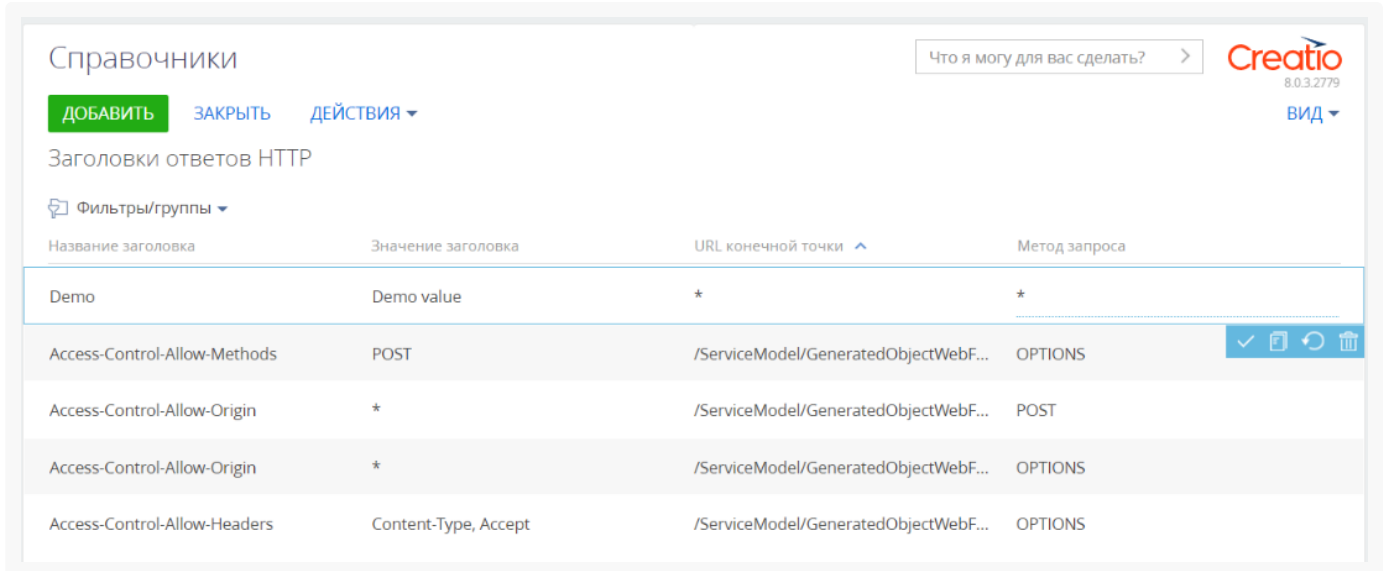 Справочники
Что я могу для вас сделать?
Creatio
8.0.3.2779
ДОБАВИТЬ ЗАКРЫТЬ ДЕЙСТВИЯ ВИД
Заголовки ответов HTTP
Фильтры/группы
Название заголовка Значение заголовка URL конечной точки Метод запроса
Demo Demo value * *
Access-Control-Allow-Methods POST /ServiceModel/GeneratedObjectWebF... OPTIONS
Access-Control-Allow-Origin * /ServiceModel/GeneratedObjectWebF... POST
Access-Control-Allow-Origin * /ServiceModel/GeneratedObjectWebF... OPTIONS
Access-Control-Allow-Headers Content-Type, Accept /ServiceModel/GeneratedObjectWebF... OPTIONS